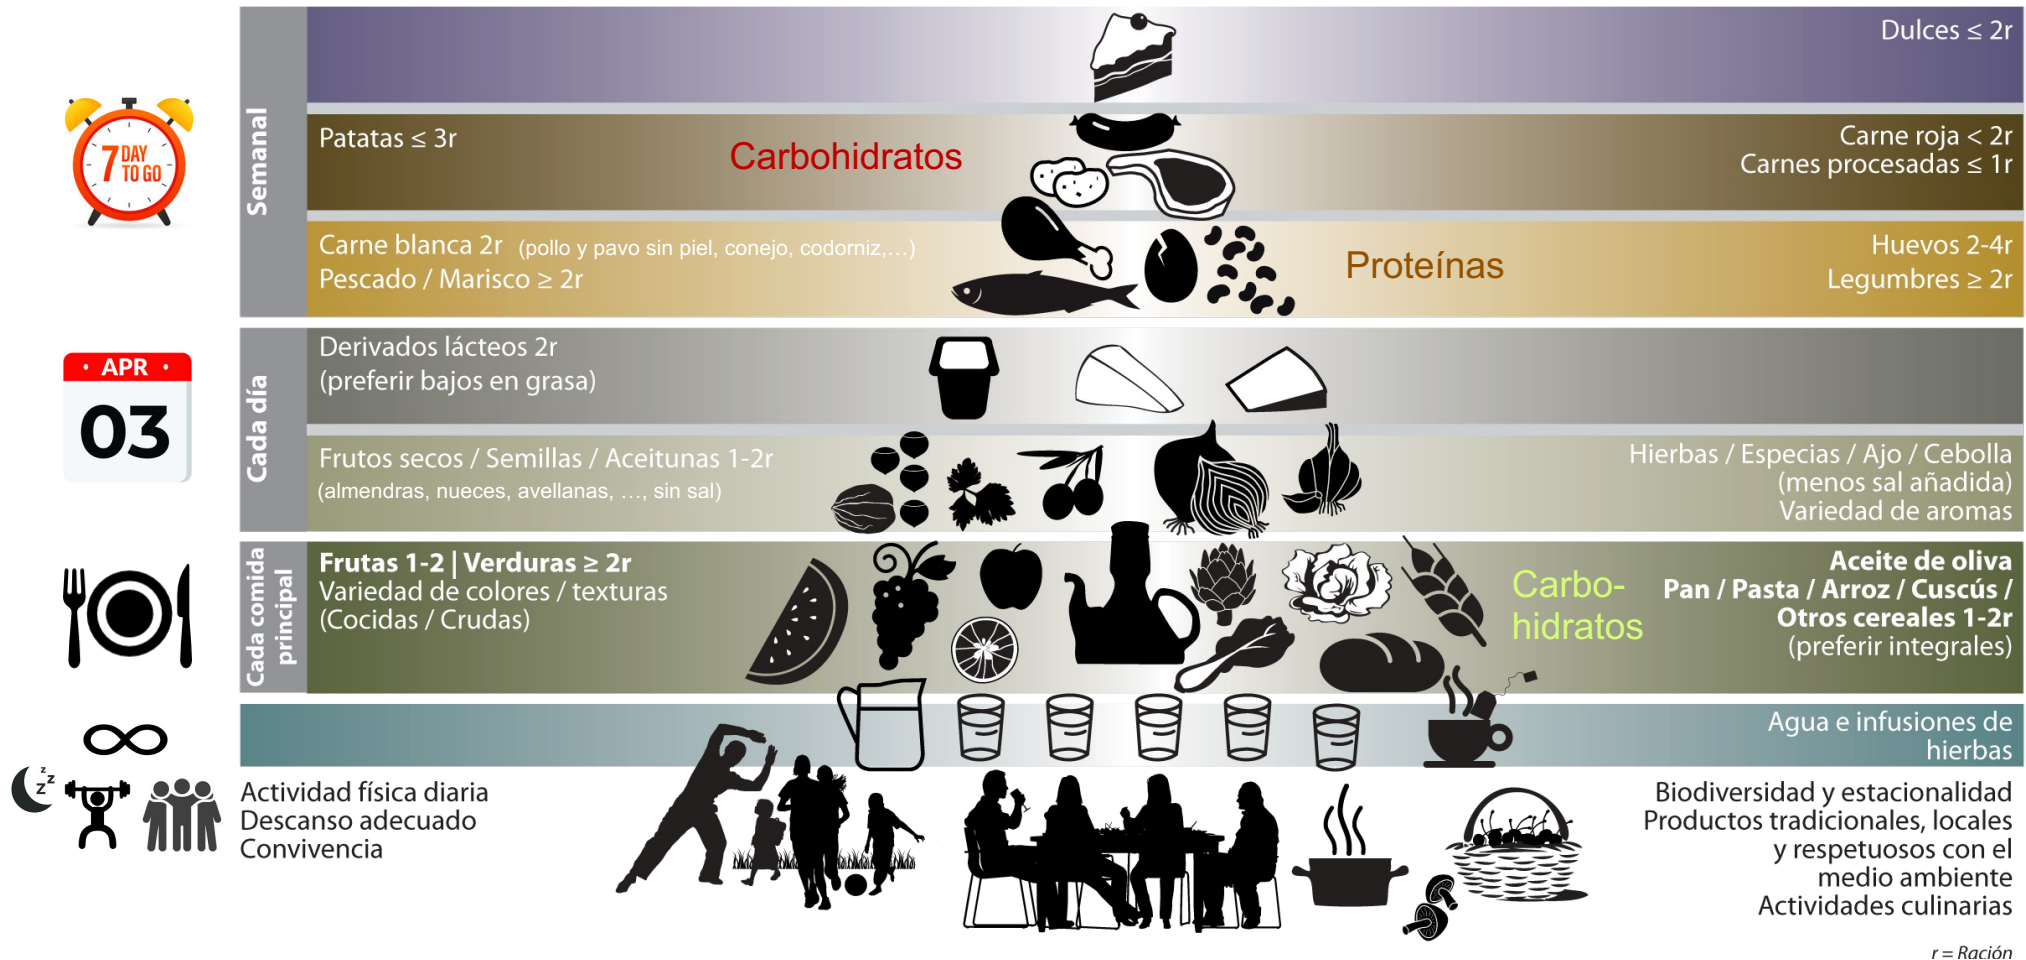 Dulces ≤ 2r
7 DAY
TO GO
Semanal
Patatas ≤ 3r
Carbohidratos
Carne roja < 2r
Carnes procesadas ≤ 1r
Carne blanca 2r (pollo y pavo sin piel, conejo, codorniz,...)
Pescado / Marisco ≥ 2r
Proteínas
Huevos 2-4r
Legumbres ≥ 2r
APR
03
Cada día
Derivados lácteos 2r
(preferir bajos en grasa)
Frutos secos / Semillas / Aceitunas 1-2r
(almendras, nueces, avellanas, ..., sin sal)
Hierbas / Especias / Ajo / Cebolla
(menos sal añadida)
Variedad de aromas
Cada comida
principal
Frutas 1-2 | Verduras ≥ 2r
Variedad de colores / texturas
(Cocidas / Crudas)
Carbo-
hidratos
Aceite de oliva
Pan / Pasta / Arroz / Cuscús /
Otros cereales 1-2r
(preferir integrales)
Agua e infusiones de
hierbas
z z z
Actividad física diaria
Descanso adecuado
Convivencia
Biodiversidad y estacionalidad
Productos tradicionales, locales
y respetuosos con el
medio ambiente
Actividades culinarias
r = Ración